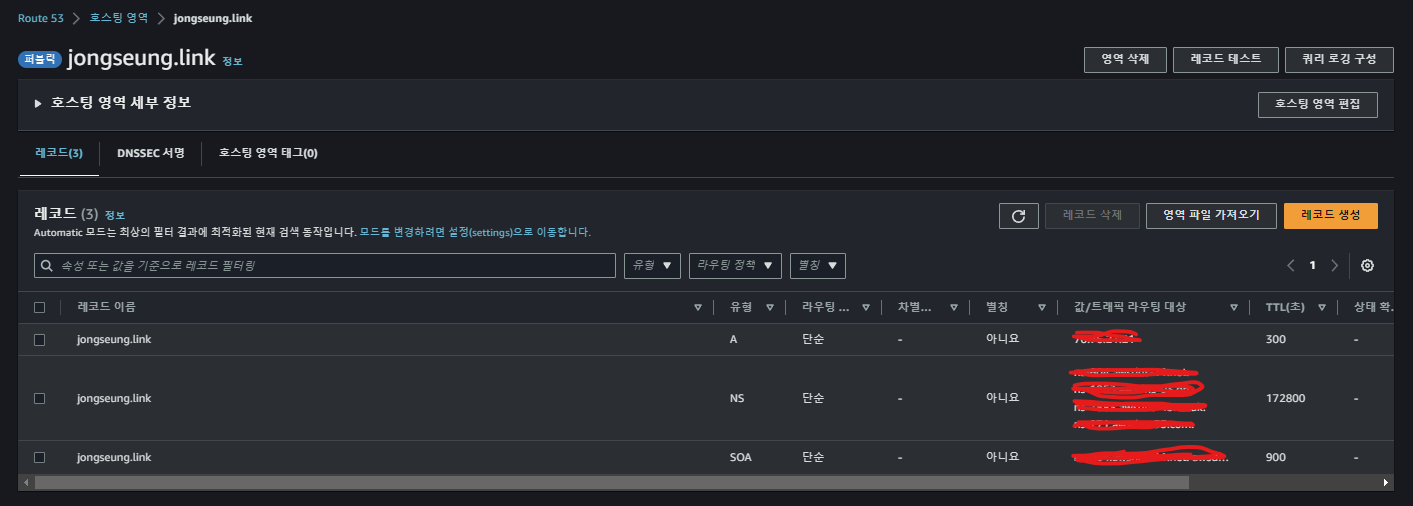 Route 53 > 호스팅 영역 > jongseung.link
퍼블릭 jongseung.link 정보
영역 삭제 레코드 테스트 쿼리 로깅 구성
▶ 호스팅 영역 세부 정보
호스팅 영역 편집
레코드(3) DNSSEC 서명 호스팅 영역 태그(0)
레코드 (3) 정보
레코드 삭제 영역 파일 가져오기 레코드 생성
Automatic 모드는 최상의 필터 결과에 최적화된 현재 검색 동작입니다. 모드를 변경하려면 설정(settings)으로 이동합니다.
속성 또는 값을 기준으로 레코드 필터링 유형 라우팅 정책 별칭 1
레코드 이름 유형 라우팅 ... 차별... 별칭 값/트래픽 라우팅 대상 TTL(초) 상태 확.
jongseung.link A 단순 - 아니요 300 -
jongseung.link NS 단순 - 아니요 172800 -
jongseung.link SOA 단순 - 아니요 900 -